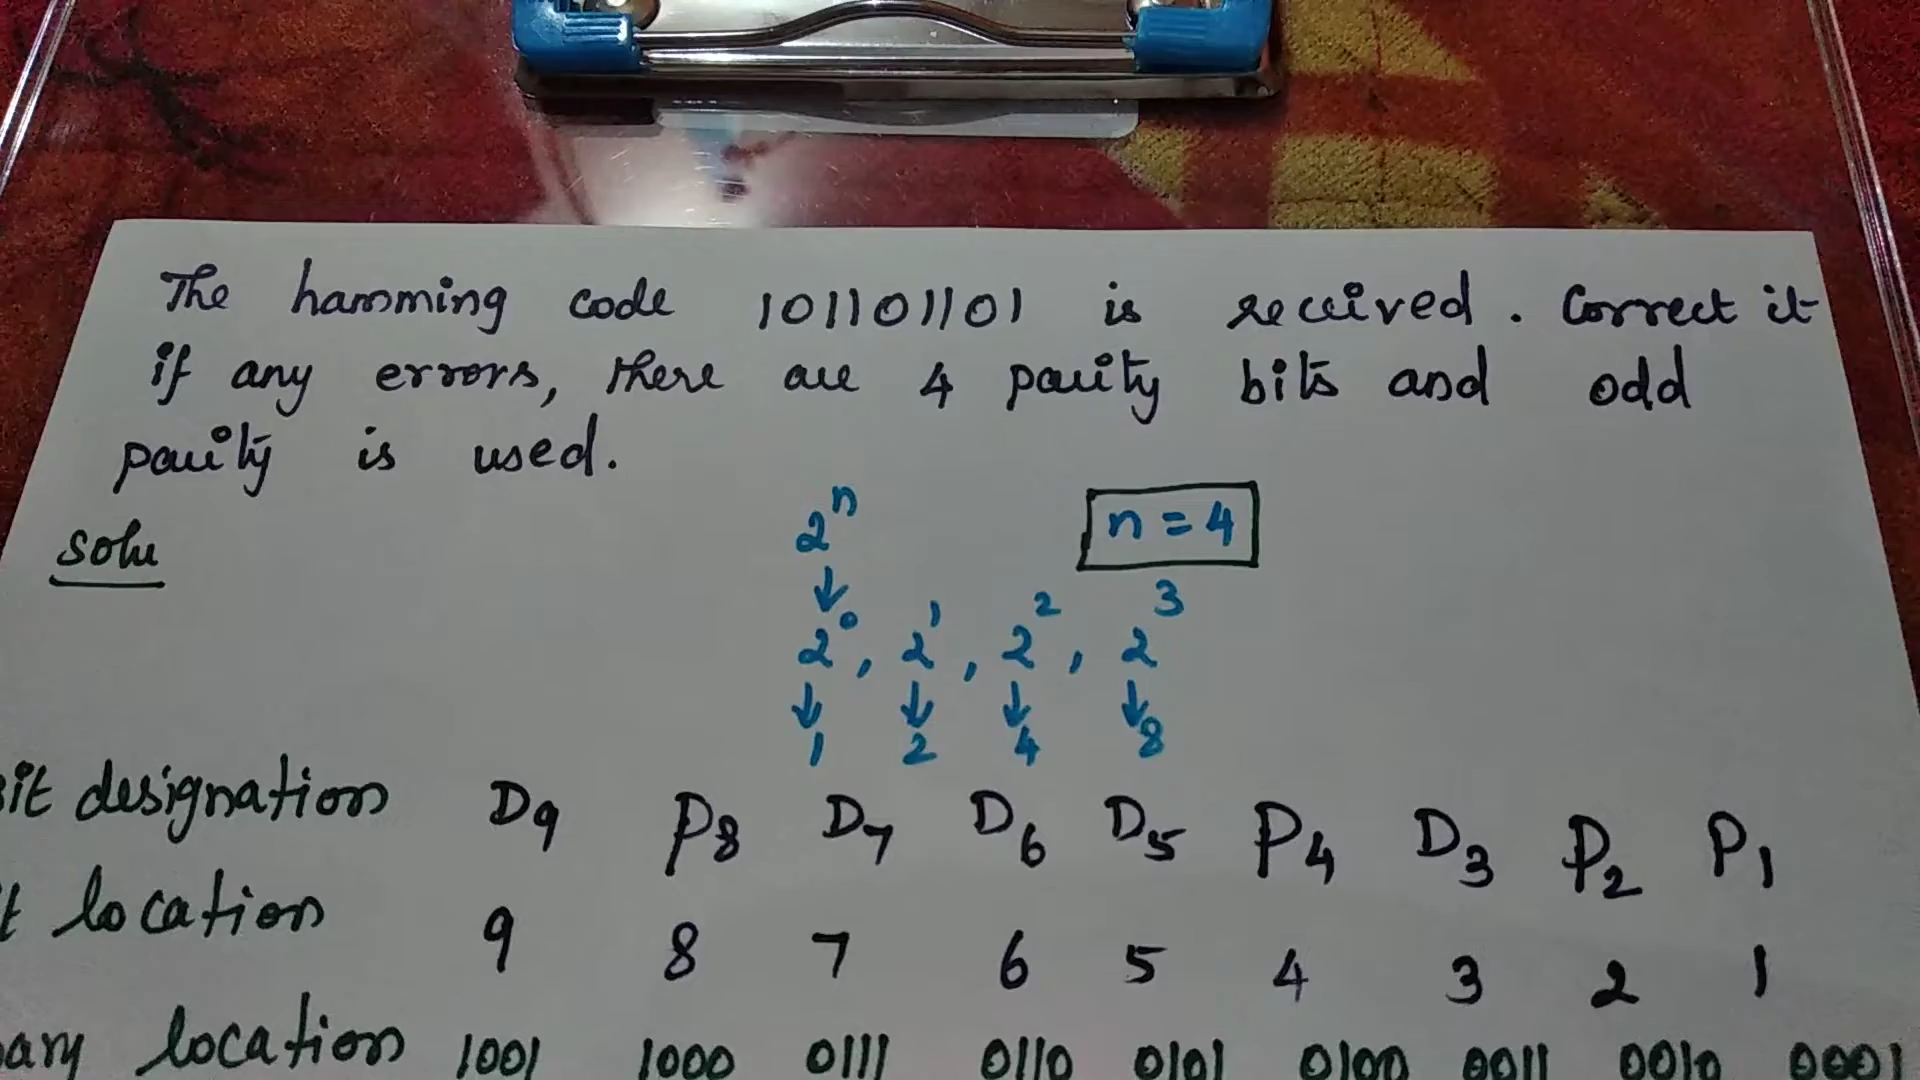 The hamming code 101101101 is received. Correct it
if any errors, there are 4 parity bits and odd
parity is used.
Solu
2^n n = 4
2^0, 2^1, 2^2, 2^3
1 2 4 8
designation D9 P8 D7 D6 D5 P4 D3 P2 P1
location 9 8 7 6 5 4 3 2 1
location 1001 1000 0111 0110 0101 0100 0011 0010 0001